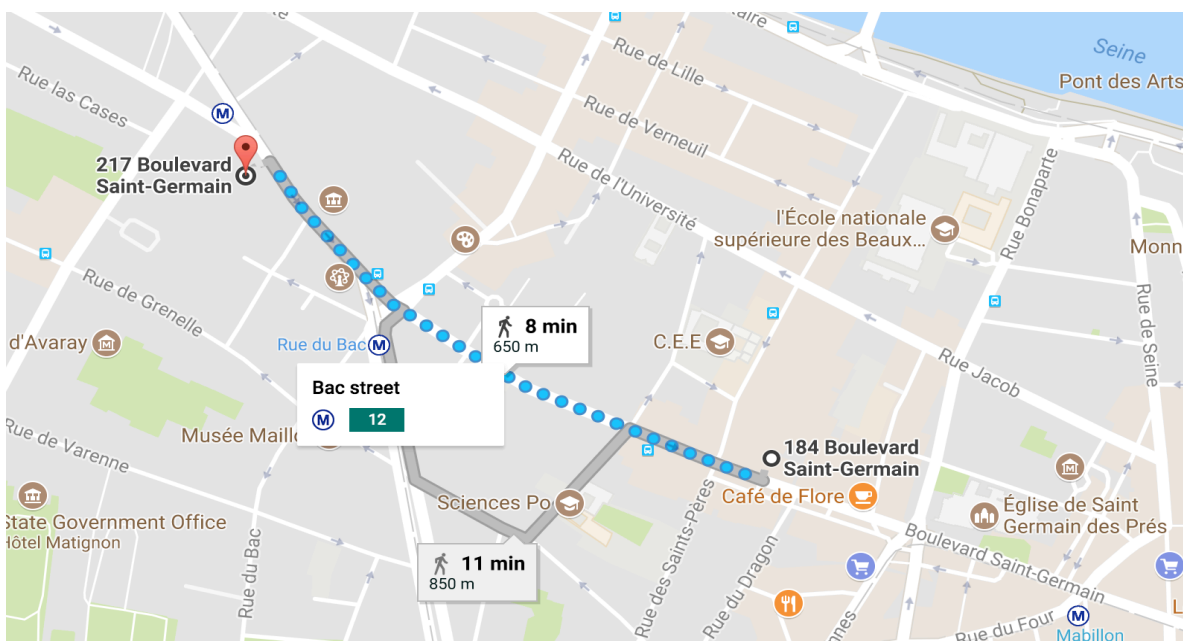 Seine
Pont des Arts
Rue de Lille
Rue de Verneuil
Rue las Cases
217 Boulevard
Saint-Germain
Rue de l'Université
Rue Bonaparte
l'École nationale
supérieure des Beaux...
Monn
Rue de Grenelle
Rue de Seine
8 min
650 m
d'Avaray
Rue du Bac
C.E.E
Rue Jacob
Bac street
12
Musée Maillo
Rue de Varenne
184 Boulevard
Saint-Germain
Café de Flore
Sciences Po
Église de Saint
Germain des Prés
State Government Office
Hôtel Matignon
Rue du Bac
11 min
850 m
Rue des Saints-Pères
Rue du Dragon
Boulevard Saint-Germain
Rue du Four
Mabillon
M
M
M
M
L